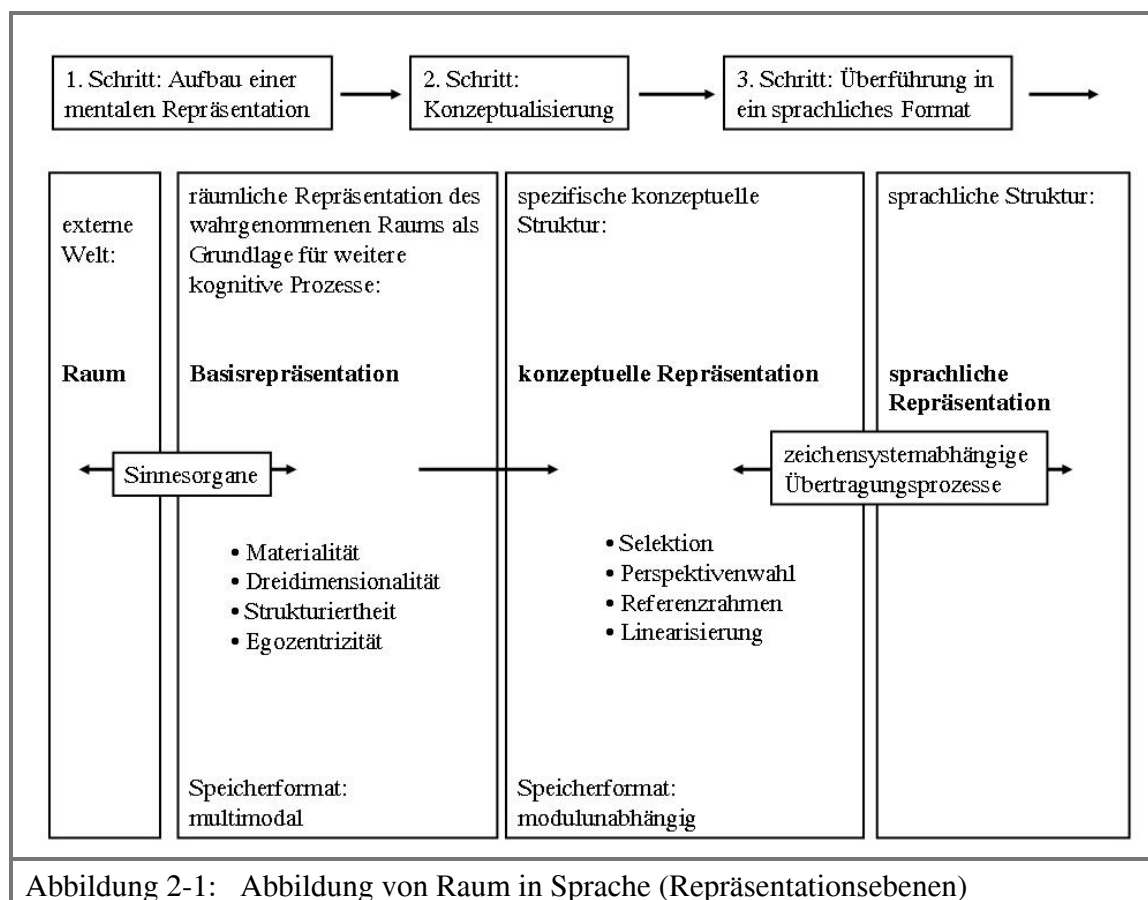 1. Schritt: Aufbau einer
mentalen Repräsentation
2. Schritt:
Konzeptualisierung
3. Schritt: Überführung in
ein sprachliches Format
externe
Welt:
Raum
räumliche Repräsentation des
wahrgenommenen Raums als
Grundlage für weitere
kognitive Prozesse:
Basisrepräsentation
spezifische konzeptuelle
Struktur:
konzeptuelle Repräsentation
sprachliche Struktur:
sprachliche
Repräsentation
Sinnesorgane
zeichensystemabhängige
Übertragungsprozesse
• Materialität
• Dreidimensionalität
• Strukturiertheit
• Egozentrizität
• Selektion
• Perspektivenwahl
• Referenzrahmen
• Linearisierung
Speicherformat:
multimodal
Speicherformat:
modulunabhängig
Abbildung 2-1: Abbildung von Raum in Sprache (Repräsentationsebenen)